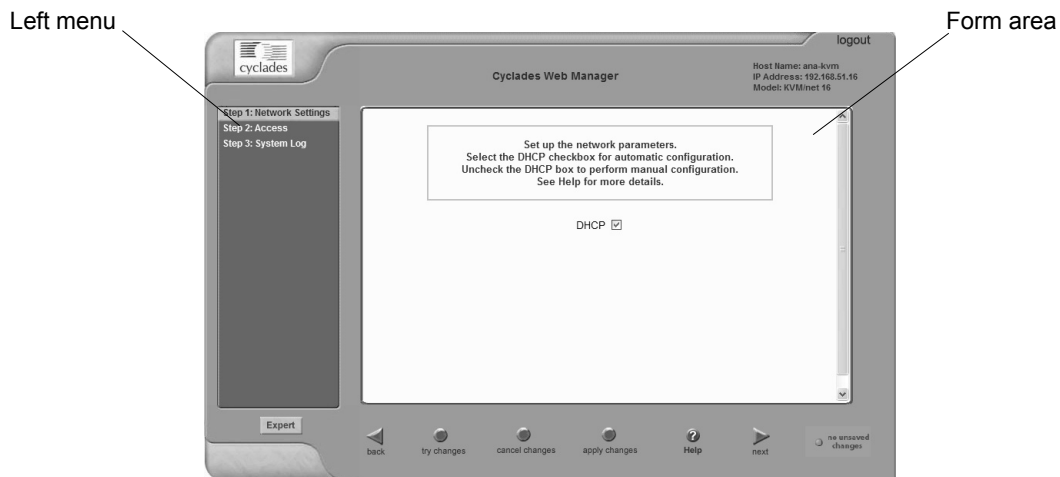 Left menu
Form area
logout
cyclades
Cyclades Web Manager
Host Name: ana-kvm
IP Address: 192.168.51.16
Model: KVM/net 16
Step 1: Network Settings
Step 2: Access
Step 3: System Log
Set up the network parameters.
Select the DHCP checkbox for automatic configuration.
Uncheck the DHCP box to perform manual configuration.
See Help for more details.
DHCP
Expert
back
try changes
cancel changes
apply changes
?
Help
next
no unsaved
changes